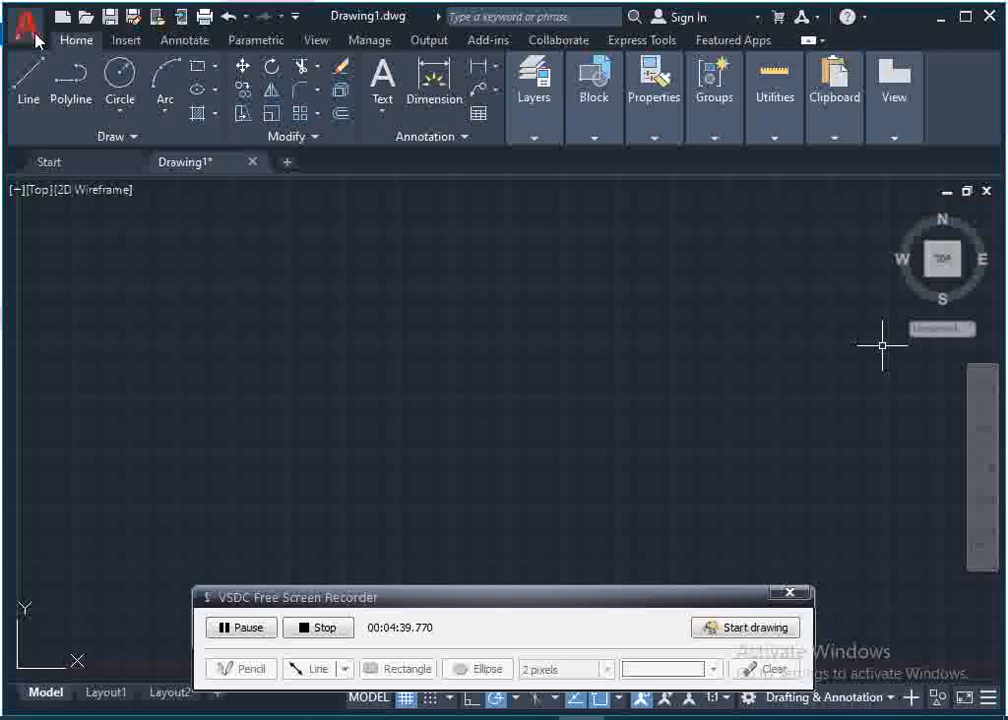 Drawing1.dwg
Type a keyword or phrase
Sign In
Home Insert Annotate Parametric View Manage Output Add-ins Collaborate Express Tools Featured Apps
Line Polyline Circle Arc Text Dimension Layers Block Properties Groups Utilities Clipboard View
Draw Modify Annotation
Start Drawing1*
[−][Top][2D Wireframe]
N
W TOP E
S
Y
X
VSDC Free Screen Recorder
Pause Stop 00:04:39.770 Start drawing
Activate Windows
Pencil Line Rectangle Ellipse 2 pixels Clear
Settings to activate Windows.
Model Layout1 Layout2 MODEL 1:1 Drafting & Annotation